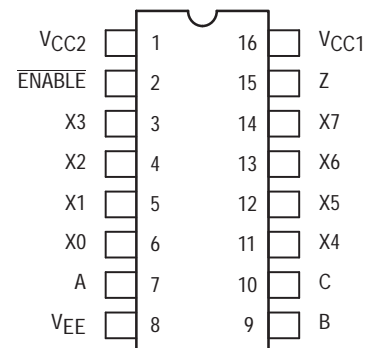 VCC2 1 16 VCC1
ENABLE 2 15 Z
X3 3 14 X7
X2 4 13 X6
X1 5 12 X5
X0 6 11 X4
A 7 10 C
VEE 8 9 B